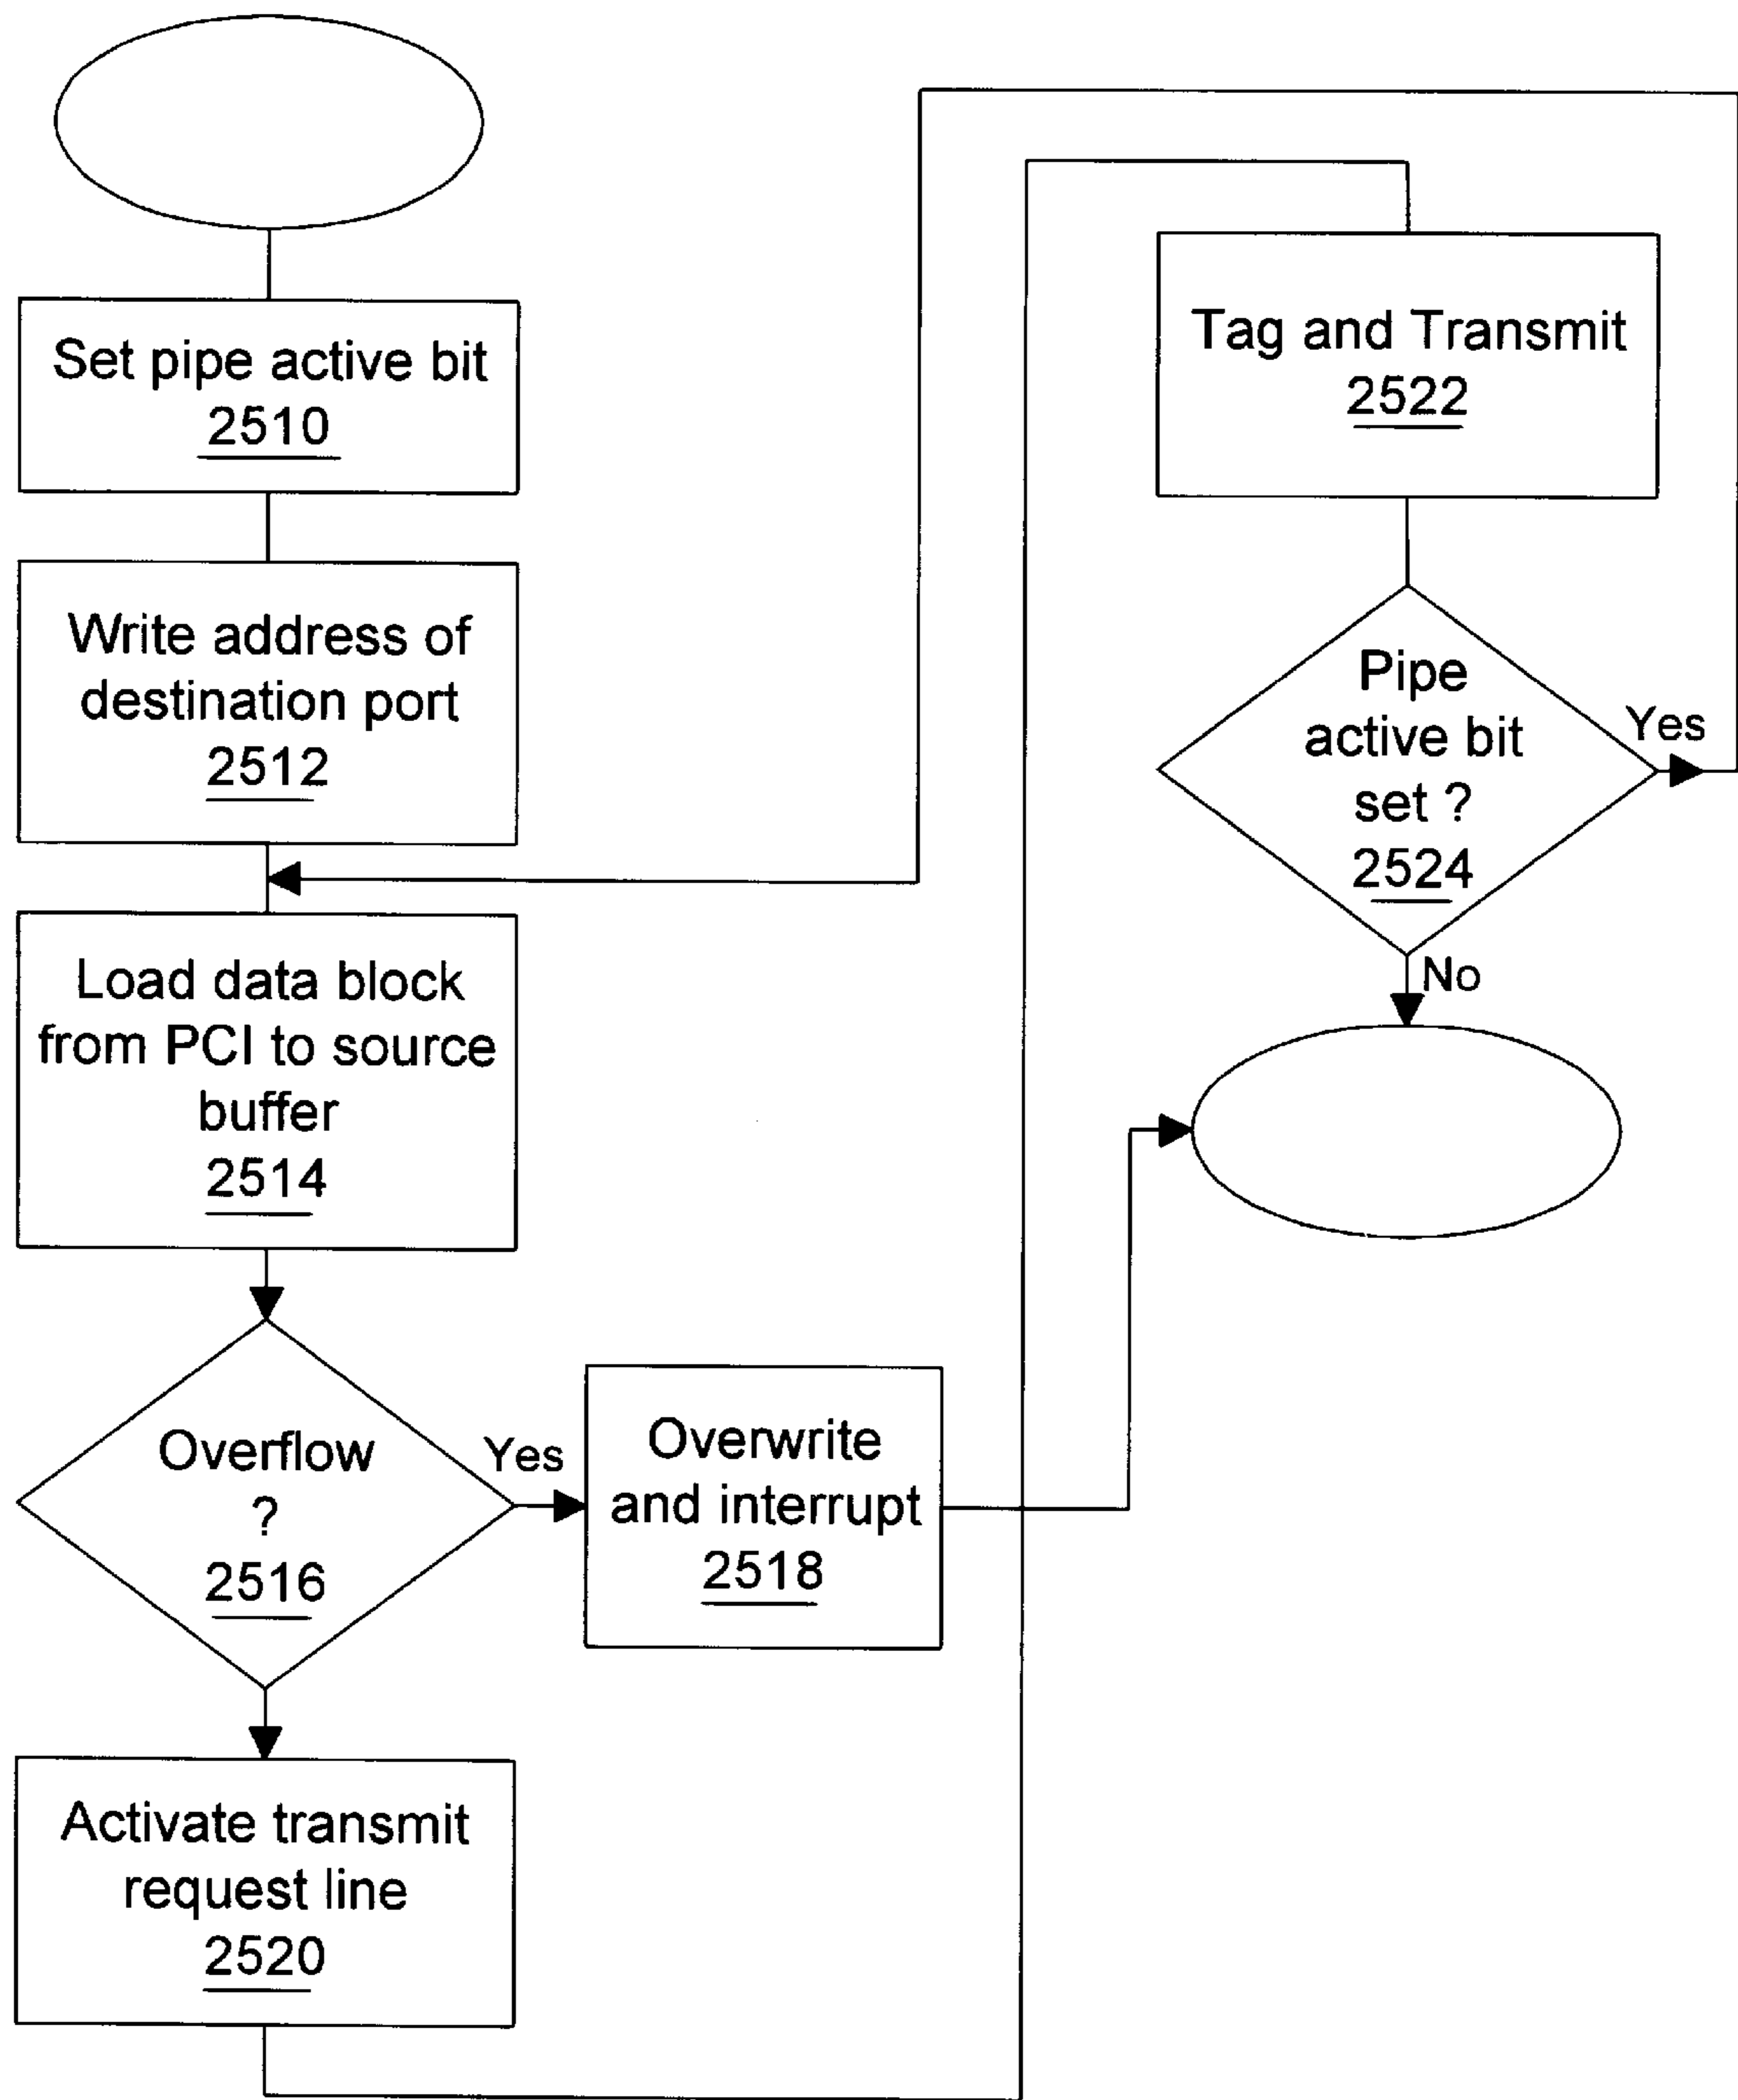 Set pipe active bit
2510
Write address of
destination port
2512
Load data block
from PCI to source
buffer
2514
Overflow
?
2516
Yes
Overwrite
and interrupt
2518
Activate transmit
request line
2520
Tag and Transmit
2522
Pipe
active bit
set ?
2524
Yes
No